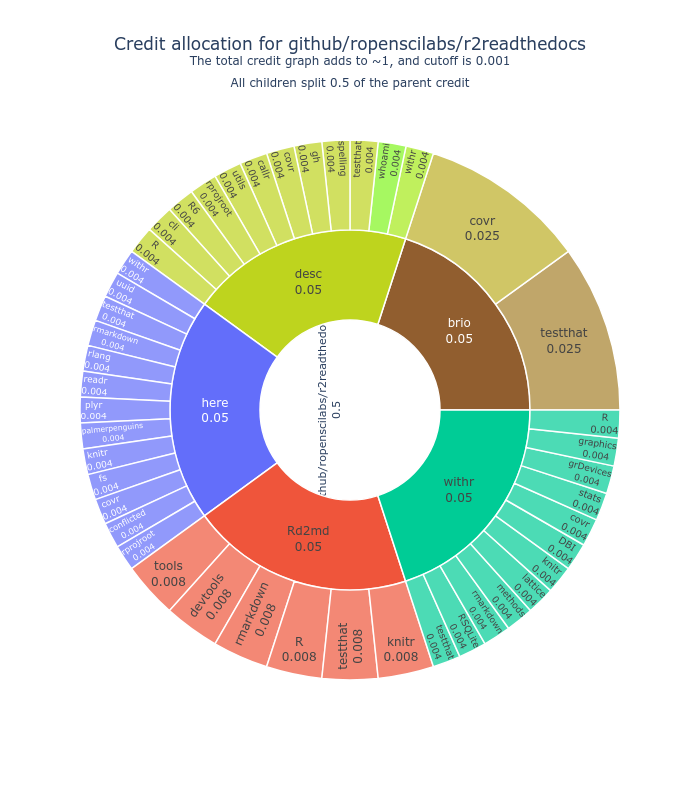 Credit allocation for github/ropenscilabs/r2readthedocs
The total credit graph adds to ~1, and cutoff is 0.001
All children split 0.5 of the parent credit
hub/ropenscilabs/r2readthedo
0.5
brio
0.05
testthat
0.025
covr
0.025
desc
0.05
withr
0.004
whoami
0.004
testthat
0.004
spelling
0.004
gh
0.004
covr
0.004
callr
0.004
utils
0.004
rprojroot
0.004
R6
0.004
cli
0.004
R
0.004
here
0.05
withr
0.004
uuid
0.004
testthat
0.004
rmarkdown
0.004
rlang
0.004
readr
0.004
plyr
0.004
palmerpenguins
0.004
knitr
0.004
fs
0.004
covr
0.004
conflicted
0.004
rprojroot
0.004
Rd2md
0.05
tools
0.008
devtools
0.008
rmarkdown
0.008
R
0.008
testthat
0.008
knitr
0.008
withr
0.05
testthat
0.004
RSQLite
0.004
rmarkdown
0.004
methods
0.004
lattice
0.004
knitr
0.004
DBI
0.004
covr
0.004
stats
0.004
grDevices
0.004
graphics
0.004
R
0.004